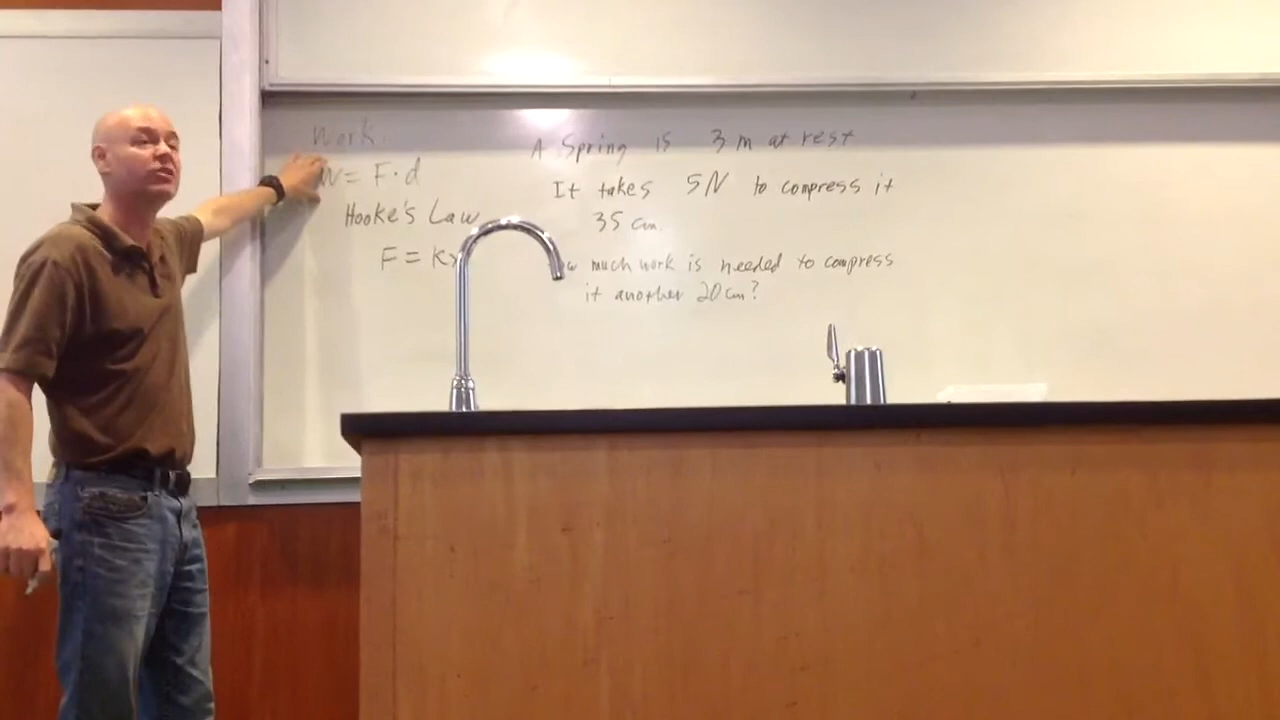 Work
W = F · d
Hooke's Law
F = kx
A Spring is 3 m at rest
It takes 5N to compress it
35 cm.
much work is needed to compress
it another 20 cm?